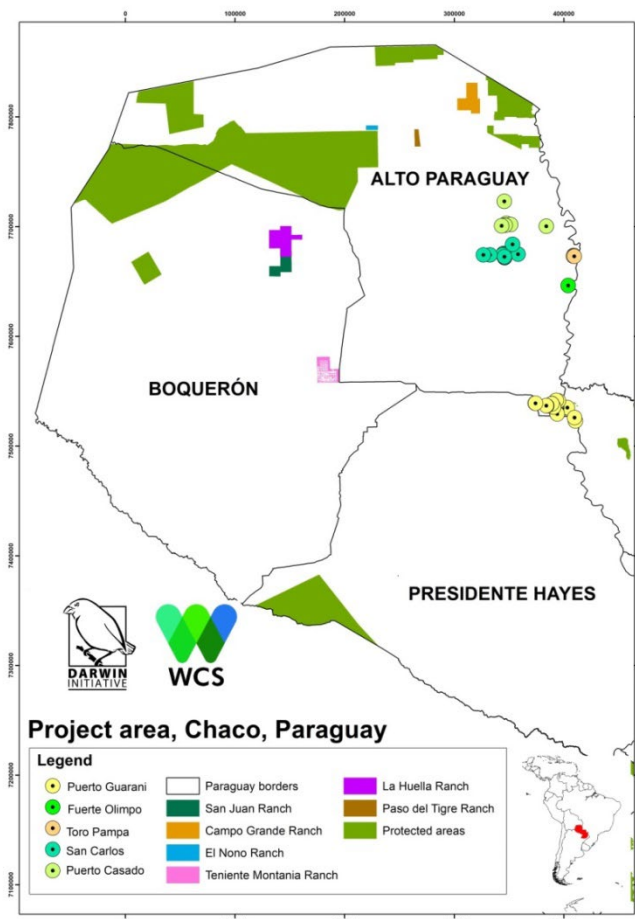 0 100000 200000 300000 400000
7800000
7700000
7600000
7500000
7400000
7300000
7200000
7100000
ALTO PARAGUAY
BOQUERÓN
PRESIDENTE HAYES
DARWIN
INITIATIVE
WCS
Project area, Chaco, Paraguay
Legend
Puerto Guarani
Fuerte Olimpo
Toro Pampa
San Carlos
Puerto Casado
Paraguay borders
San Juan Ranch
Campo Grande Ranch
El Nono Ranch
Teniente Montania Ranch
La Huella Ranch
Paso del Tigre Ranch
Protected areas